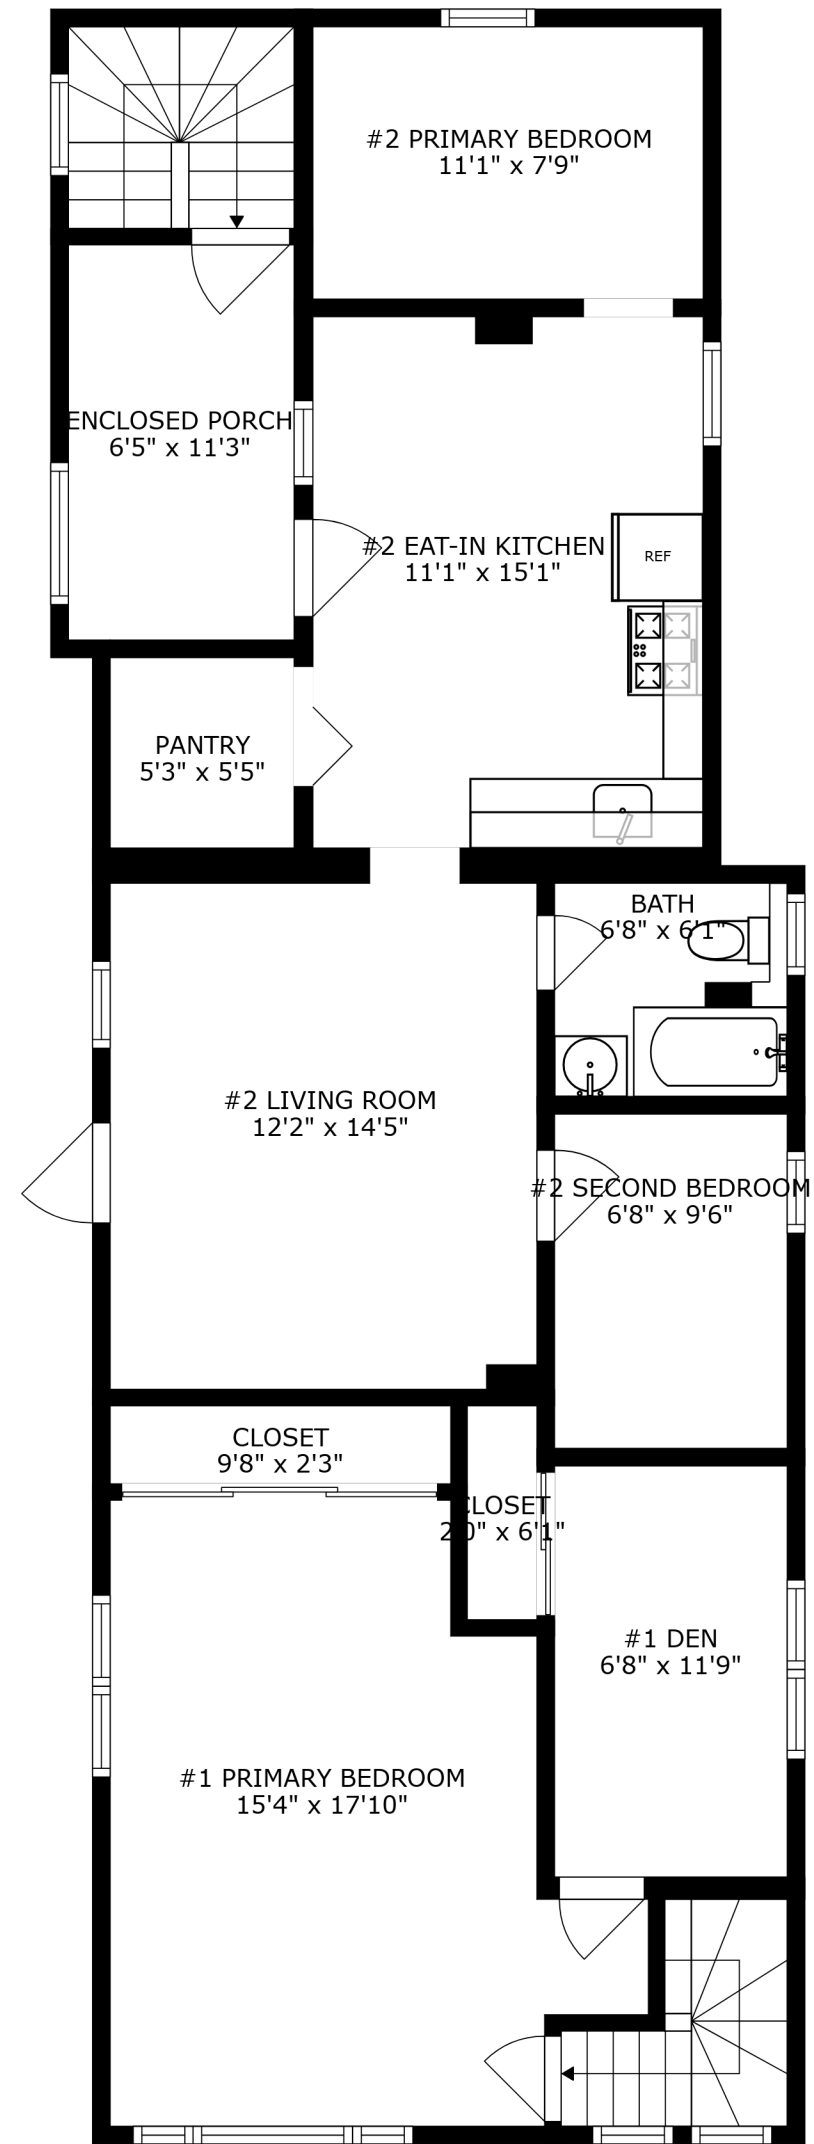 #2 PRIMARY BEDROOM
11'1" x 7'9"
ENCLOSED PORCH
6'5" x 11'3"
#2 EAT-IN KITCHEN
11'1" x 15'1"
REF
PANTRY
5'3" x 5'5"
BATH
6'8" x 6'1"
#2 LIVING ROOM
12'2" x 14'5"
#2 SECOND BEDROOM
6'8" x 9'6"
CLOSET
9'8" x 2'3"
CLOSET
2'0" x 6'1"
#1 DEN
6'8" x 11'9"
#1 PRIMARY BEDROOM
15'4" x 17'10"